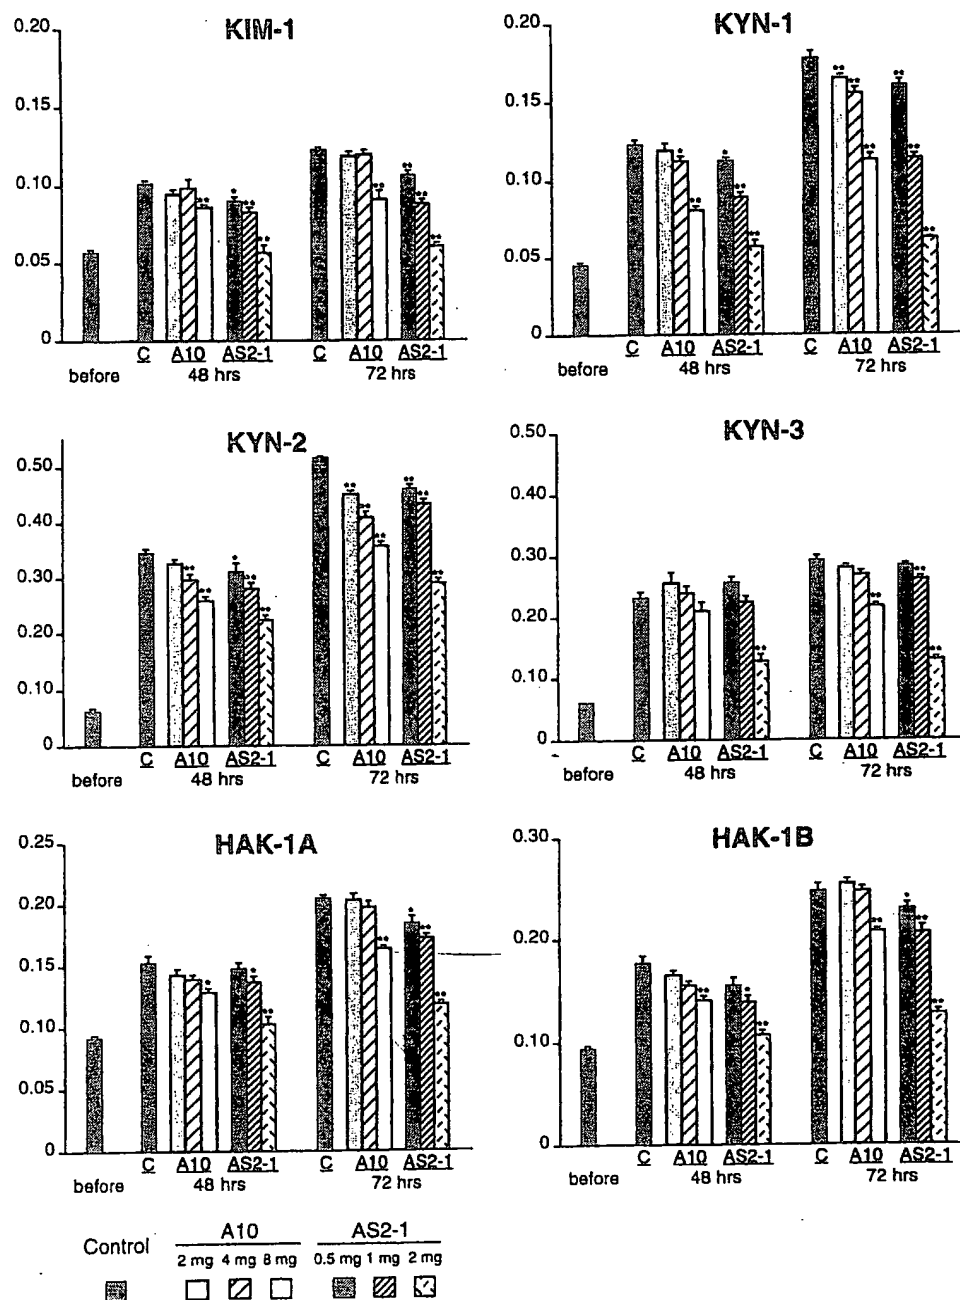 KIM-1
0.20
0.15
0.10
0.05
0
before
C A10 AS2-1
48 hrs
C A10 AS2-1
72 hrs
KYN-1
0.20
0.15
0.10
0.05
0
before
C A10 AS2-1
48 hrs
C A10 AS2-1
72 hrs
KYN-2
0.50
0.40
0.30
0.20
0.10
0
before
C A10 AS2-1
48 hrs
C A10 AS2-1
72 hrs
KYN-3
0.50
0.40
0.30
0.20
0.10
0
before
C A10 AS2-1
48 hrs
C A10 AS2-1
72 hrs
HAK-1A
0.25
0.20
0.15
0.10
0.05
0
before
C A10 AS2-1
48 hrs
C A10 AS2-1
72 hrs
HAK-1B
0.30
0.20
0.10
0
before
C A10 AS2-1
48 hrs
C A10 AS2-1
72 hrs
Control
A10
2 mg 4 mg 8 mg
AS2-1
0.5 mg 1 mg 2 mg